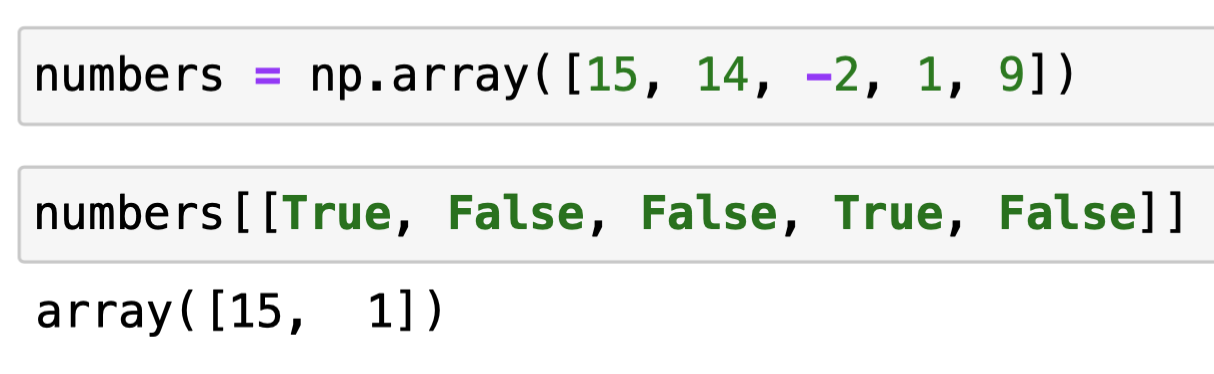 numbers = np.array([15, 14, -2, 1, 9])
numbers[[True, False, False, True, False]]
array([15,  1])